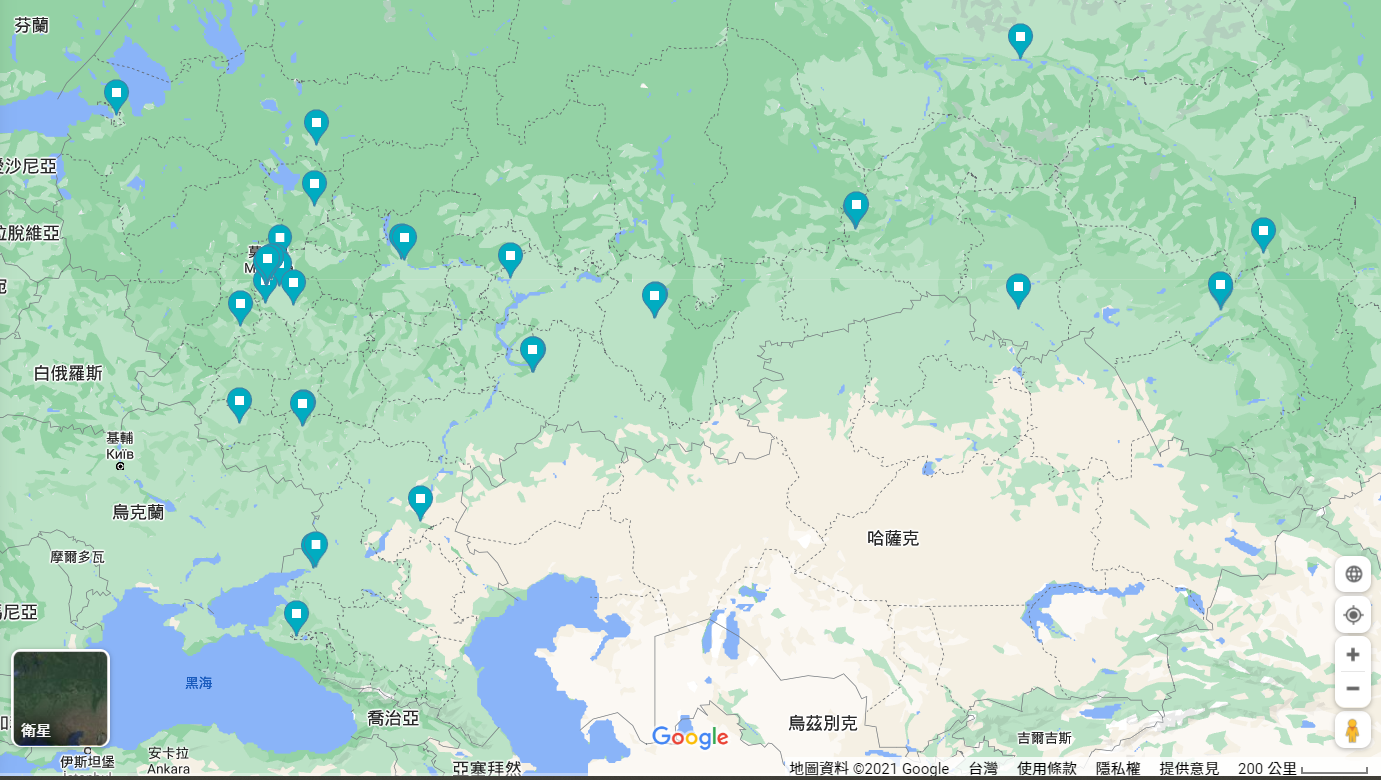 芬蘭
愛沙尼亞
拉脫維亞
白俄羅斯
基輔
Київ
烏克蘭
摩爾多瓦
哈薩克
黑海
衛星
喬治亞
烏茲別克
吉爾吉斯
安卡拉
Ankara
伊斯坦堡
亞塞拜然
Google
地圖資料 ©2021 Google 台灣 使用條款 隱私權 提供意見 200 公里